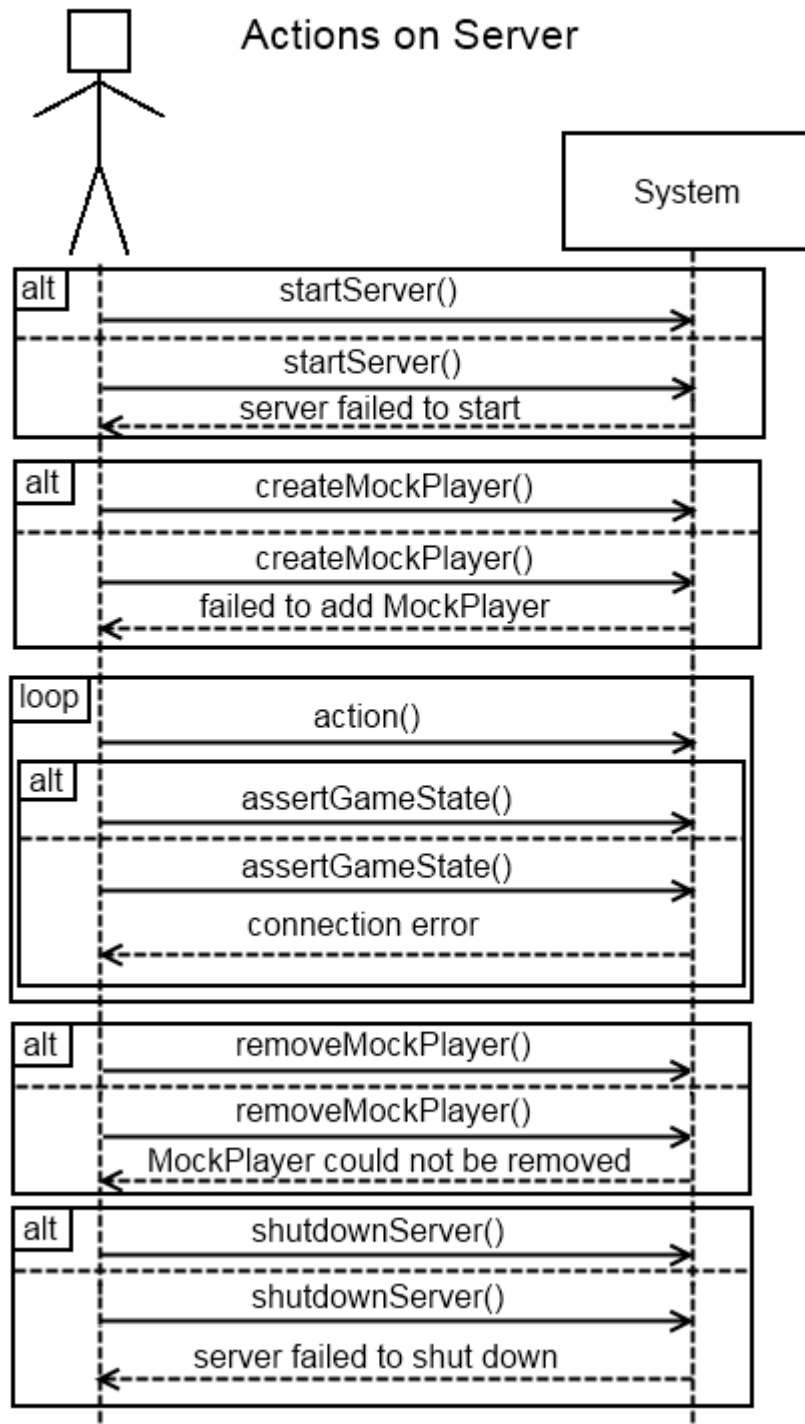 Actions on Server
System
alt
startServer()
startServer()
server failed to start
alt
createMockPlayer()
createMockPlayer()
failed to add MockPlayer
loop
action()
alt
assertGameState()
assertGameState()
connection error
alt
removeMockPlayer()
removeMockPlayer()
MockPlayer could not be removed
alt
shutdownServer()
shutdownServer()
server failed to shut down